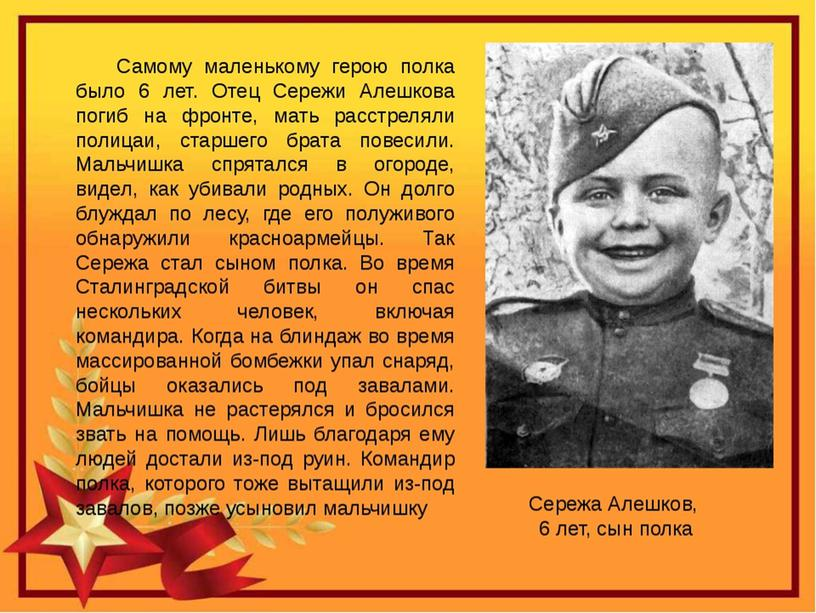 Самому маленькому герою полка
было 6 лет. Отец Сережи Алешкова
погиб на фронте, мать расстреляли
полицаи, старшего брата повесили.
Мальчишка спрятался в огороде,
видел, как убивали родных. Он долго
блуждал по лесу, где его полуживого
обнаружили красноармейцы. Так
Сережа стал сыном полка. Во время
Сталинградской битвы он спас
нескольких человек, включая
командира. Когда на блиндаж во время
массированной бомбежки упал снаряд,
бойцы оказались под завалами.
Мальчишка не растерялся и бросился
звать на помощь. Лишь благодаря ему
людей достали из-под руин. Командир
полка, которого тоже вытащили из-под
завалов, позже усыновил мальчишку
Сережа Алешков,
6 лет, сын полка